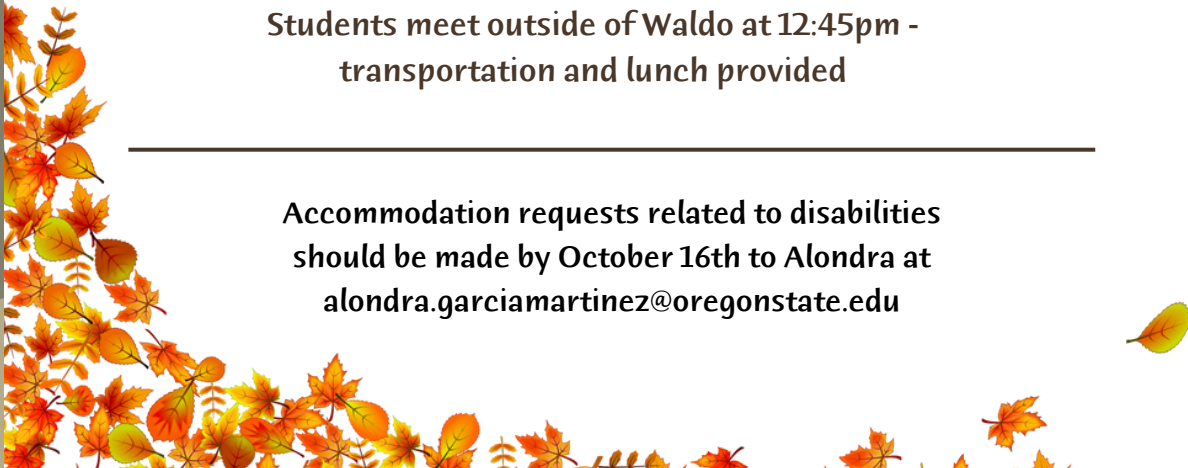 Students meet outside of Waldo at 12:45pm -
transportation and lunch provided
Accommodation requests related to disabilities
should be made by October 16th to Alondra at
alondra.garciamartinez@oregonstate.edu